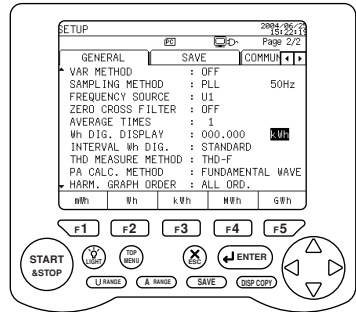 SETUP 2004/06/25
PC 15:22:19
Page 2/2
GENERAL SAVE COMMUN
VAR METHOD : OFF
SAMPLING METHOD : PLL 50Hz
FREQUENCY SOURCE : U1
ZERO CROSS FILTER : OFF
AVERAGE TIMES : 1
Wh DIG. DISPLAY : 000.000 kWh
INTERVAL Wh DIG. : STANDARD
THD MEASURE METHOD : THD-F
PA CALC. METHOD : FUNDAMENTAL WAVE
HARM. GRAPH ORDER : ALL ORD.
mWh Wh kWh MWh GWh
F1 F2 F3 F4 F5
START &STOP
LIGHT
TOP MENU
ESC
ENTER
U RANGE A RANGE SAVE DISP COPY